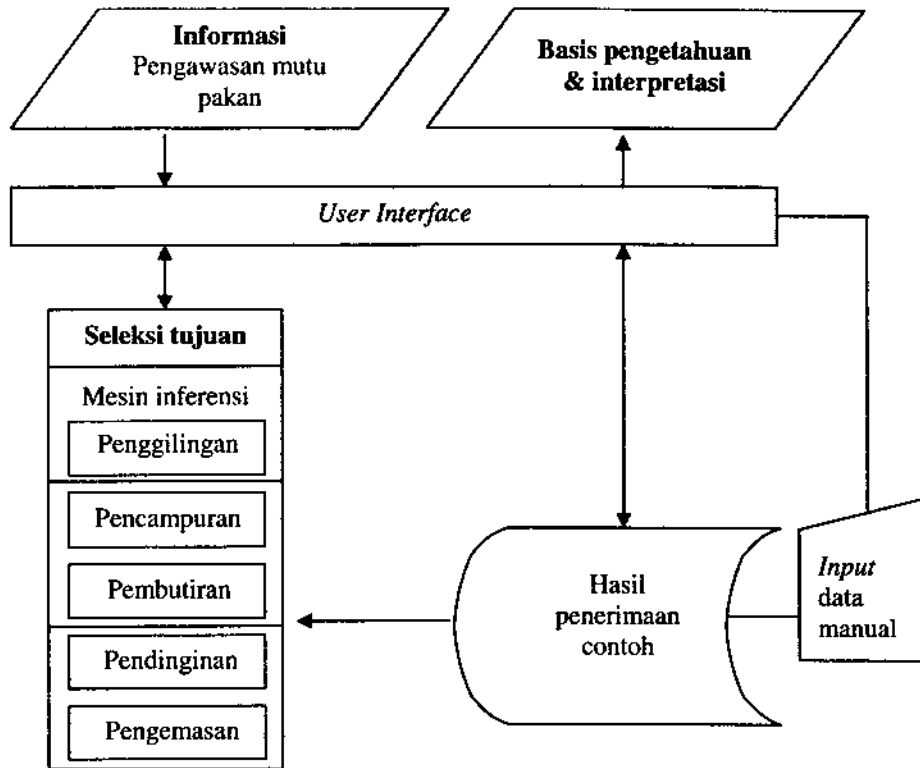 Informasi
Pengawasan mutu
pakan
Basis pengetahuan
& interpretasi
User Interface
Seleksi tujuan
Mesin inferensi
Penggilingan
Pencampuran
Pembutiran
Pendinginan
Pengemasan
Hasil
penerimaan
contoh
Input
data
manual